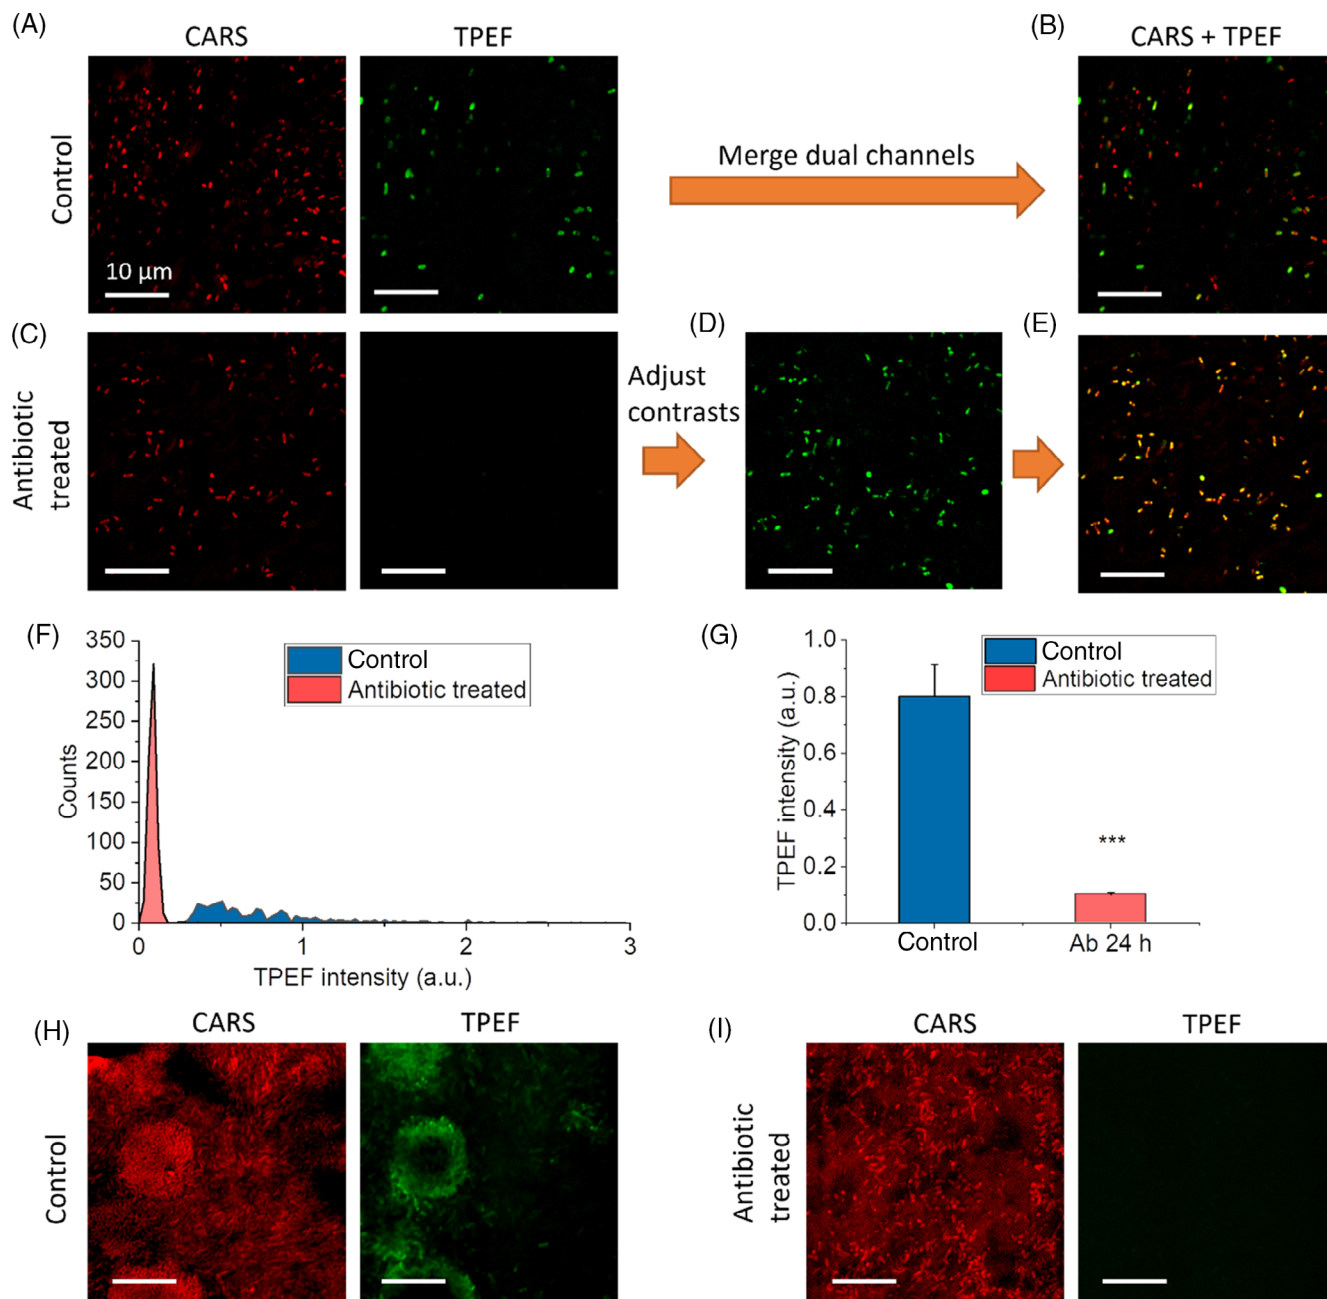 (A)
CARS
TPEF
(B)
CARS + TPEF
Control
10 µm
Merge dual channels
(C)
Antibiotic
treated
Adjust
contrasts
(D)
(E)
(F)
350
300
250
200
150
100
50
0
Counts
0
1
2
3
TPEF intensity (a.u.)
Control
Antibiotic treated
(G)
1.0
0.8
0.6
0.4
0.2
0.0
TPEF intensity (a.u.)
Control
Antibiotic treated
***
Control
Ab 24 h
(H)
CARS
TPEF
Control
(I)
CARS
TPEF
Antibiotic
treated